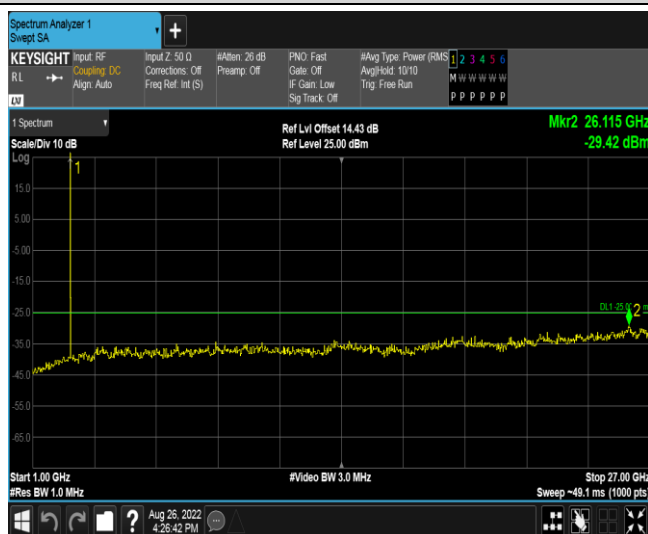 Spectrum Analyzer 1
Swept SA
+
KEYSIGHT
RL
LXI
Input: RF
Coupling: DC
Align: Auto
Input Z: 50 Ω
Corrections: Off
Freq Ref: Int (S)
#Atten: 26 dB
Preamp: Off
PNO: Fast
Gate: Off
IF Gain: Low
Sig Track: Off
#Avg Type: Power (RMS
Avg|Hold: 10/10
Trig: Free Run
1 2 3 4 5 6
M W W W W W
P P P P P P
1 Spectrum
Scale/Div 10 dB
Ref Lvl Offset 14.43 dB
Ref Level 25.00 dBm
Mkr2 26.115 GHz
-29.42 dBm
Log
1
15.0
5.00
-5.00
-15.0
-25.0
DL1 -25.0
2
-35.0
-45.0
-55.0
-65.0
Start 1.00 GHz
#Video BW 3.0 MHz
Stop 27.00 GHz
#Res BW 1.0 MHz
Sweep ~49.1 ms (1000 pts)
?
Aug 26, 2022
4:26:42 PM